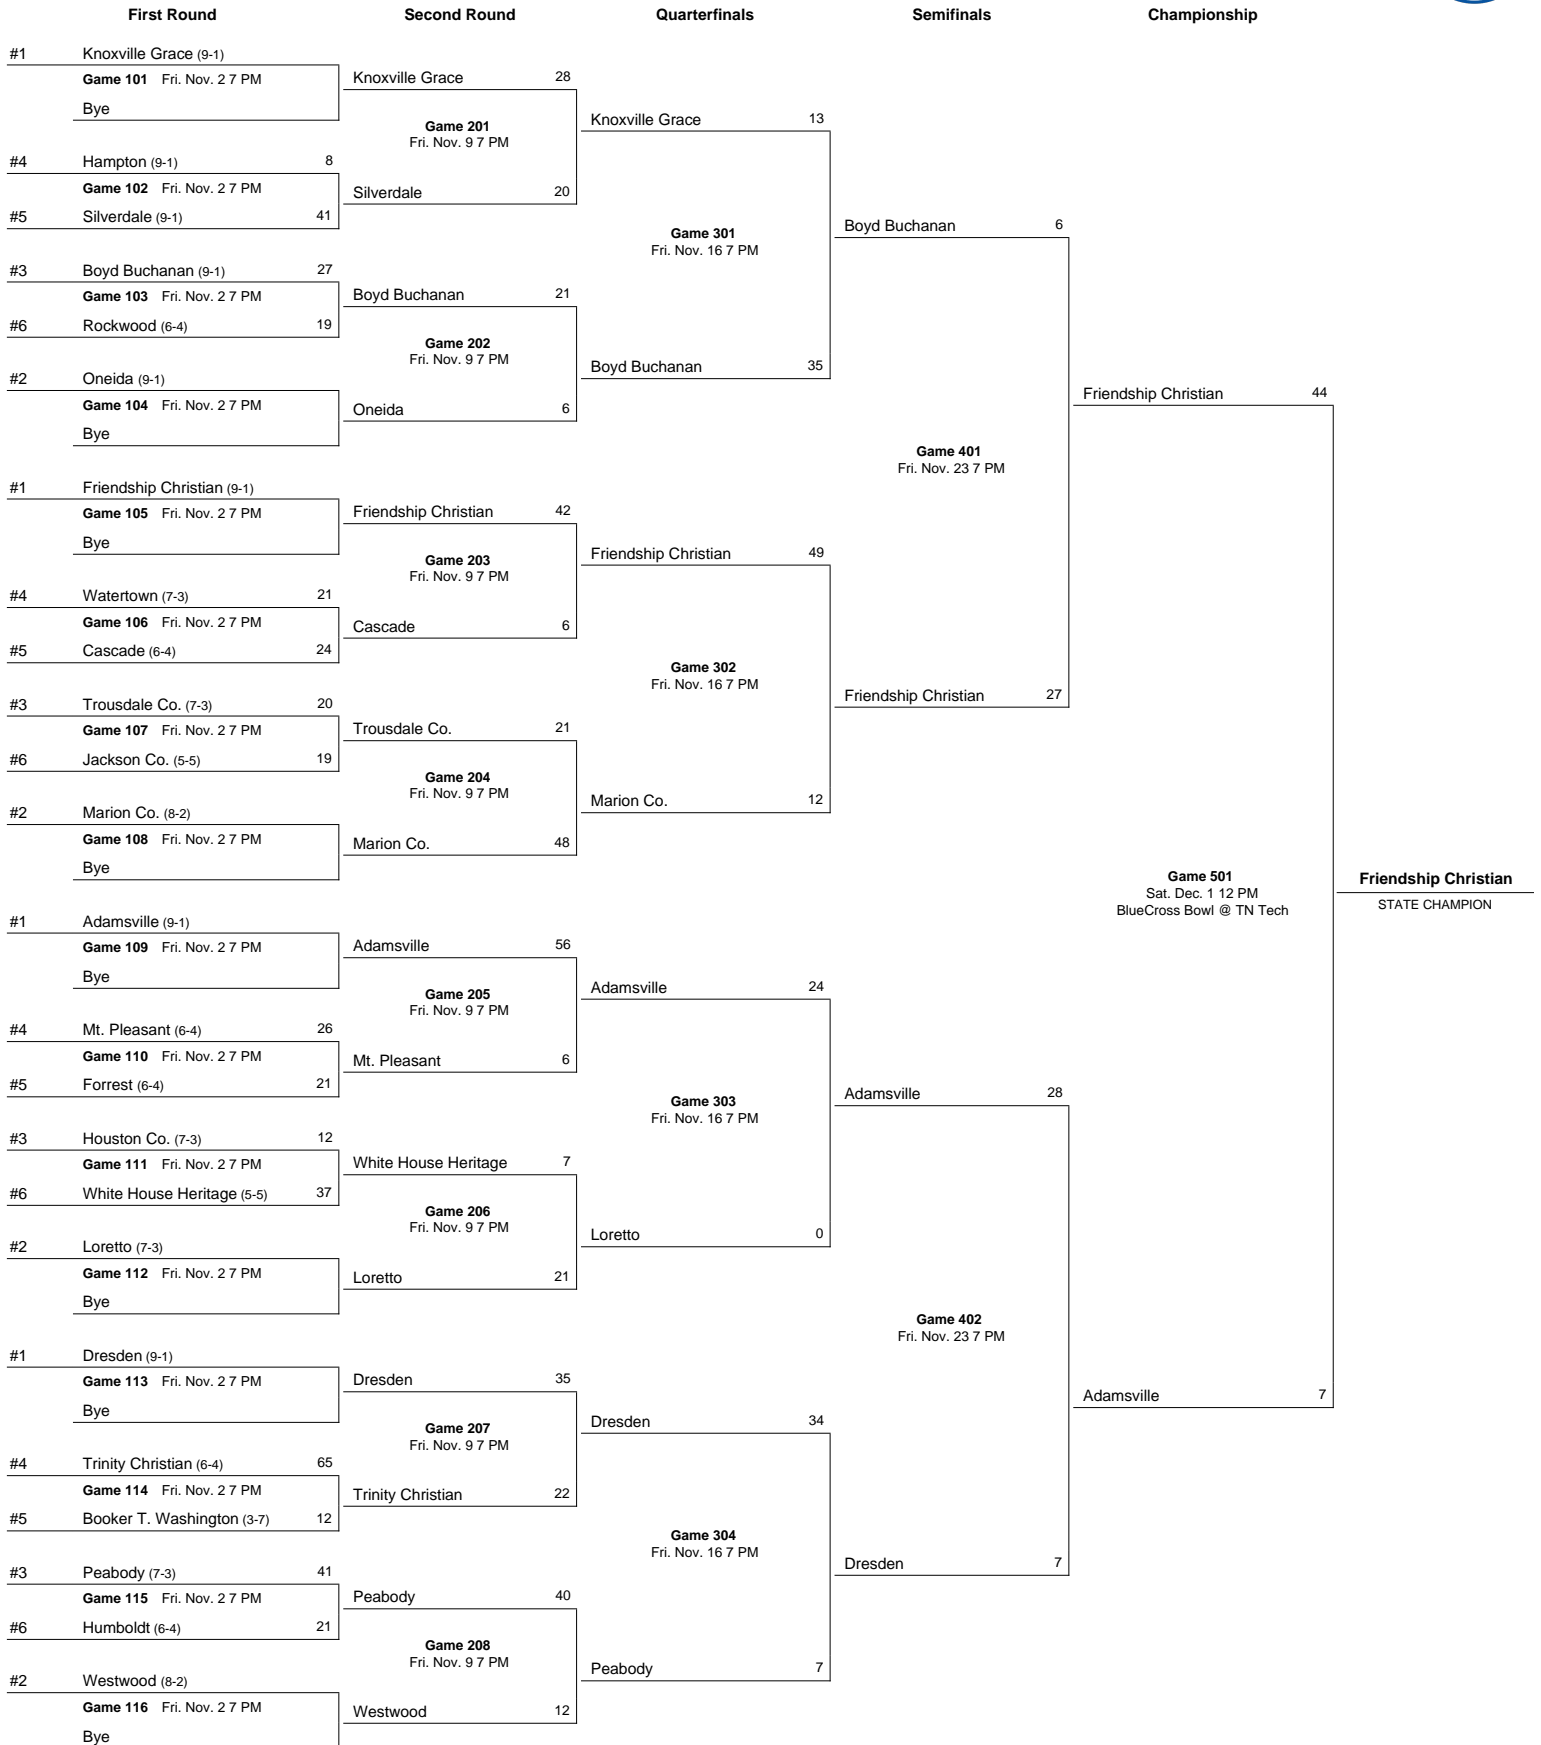 First Round Second Round Quarterfinals Semifinals Championship
#1 Knoxville Grace (9-1)
Game 101 Fri. Nov. 2 7 PM
Bye
#4 Hampton (9-1) 8
Game 102 Fri. Nov. 2 7 PM
#5 Silverdale (9-1) 41
#3 Boyd Buchanan (9-1) 27
Game 103 Fri. Nov. 2 7 PM
#6 Rockwood (6-4) 19
#2 Oneida (9-1)
Game 104 Fri. Nov. 2 7 PM
Bye
#1 Friendship Christian (9-1)
Game 105 Fri. Nov. 2 7 PM
Bye
#4 Watertown (7-3) 21
Game 106 Fri. Nov. 2 7 PM
#5 Cascade (6-4) 24
#3 Trousdale Co. (7-3) 20
Game 107 Fri. Nov. 2 7 PM
#6 Jackson Co. (5-5) 19
#2 Marion Co. (8-2)
Game 108 Fri. Nov. 2 7 PM
Bye
#1 Adamsville (9-1)
Game 109 Fri. Nov. 2 7 PM
Bye
#4 Mt. Pleasant (6-4) 26
Game 110 Fri. Nov. 2 7 PM
#5 Forrest (6-4) 21
#3 Houston Co. (7-3) 12
Game 111 Fri. Nov. 2 7 PM
#6 White House Heritage (5-5) 37
#2 Loretto (7-3)
Game 112 Fri. Nov. 2 7 PM
Bye
#1 Dresden (9-1)
Game 113 Fri. Nov. 2 7 PM
Bye
#4 Trinity Christian (6-4) 65
Game 114 Fri. Nov. 2 7 PM
#5 Booker T. Washington (3-7) 12
#3 Peabody (7-3) 41
Game 115 Fri. Nov. 2 7 PM
#6 Humboldt (6-4) 21
#2 Westwood (8-2)
Game 116 Fri. Nov. 2 7 PM
Bye
Knoxville Grace 28
Game 201
Fri. Nov. 9 7 PM
Silverdale 20
Boyd Buchanan 21
Game 202
Fri. Nov. 9 7 PM
Oneida 6
Friendship Christian 42
Game 203
Fri. Nov. 9 7 PM
Cascade 6
Trousdale Co. 21
Game 204
Fri. Nov. 9 7 PM
Marion Co. 48
Adamsville 56
Game 205
Fri. Nov. 9 7 PM
Mt. Pleasant 6
White House Heritage 7
Game 206
Fri. Nov. 9 7 PM
Loretto 21
Dresden 35
Game 207
Fri. Nov. 9 7 PM
Trinity Christian 22
Peabody 40
Game 208
Fri. Nov. 9 7 PM
Westwood 12
Knoxville Grace 13
Game 301
Fri. Nov. 16 7 PM
Boyd Buchanan 35
Friendship Christian 49
Game 302
Fri. Nov. 16 7 PM
Marion Co. 12
Adamsville 24
Game 303
Fri. Nov. 16 7 PM
Loretto 0
Dresden 34
Game 304
Fri. Nov. 16 7 PM
Peabody 7
Boyd Buchanan 6
Game 401
Fri. Nov. 23 7 PM
Friendship Christian 27
Adamsville 28
Game 402
Fri. Nov. 23 7 PM
Dresden 7
Friendship Christian 44
Game 501
Sat. Dec. 1 12 PM
BlueCross Bowl @ TN Tech
Adamsville 7
Friendship Christian
STATE CHAMPION